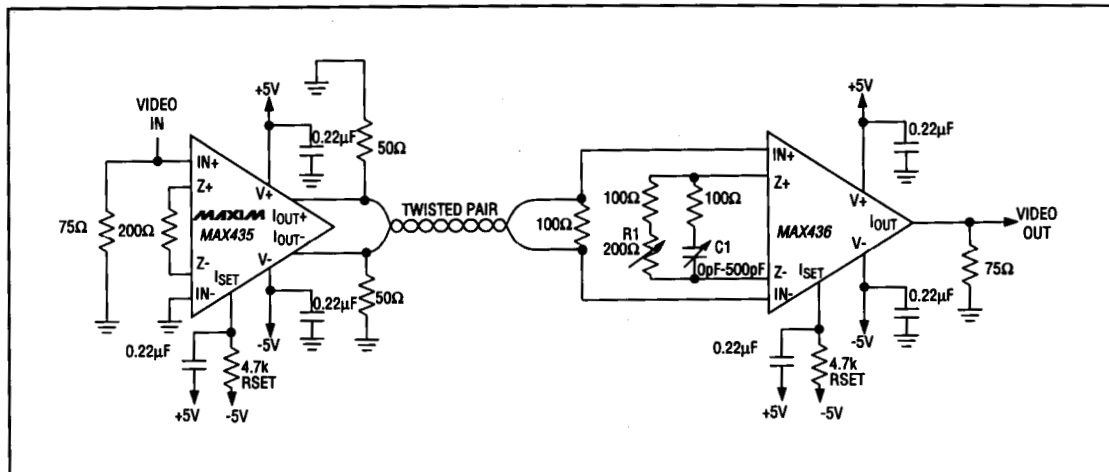 VIDEO
IN
75Ω
200Ω
IN+
Z+
MAXIM
MAX435
Z-
IN-
V+
IOUT+
IOUT-
V-
ISET
+5V
0.22µF
50Ω
50Ω
0.22µF
-5V
0.22µF
4.7k
RSET
+5V
-5V
TWISTED PAIR
100Ω
100Ω
R1
200Ω
100Ω
C1
0pF-500pF
IN+
Z+
MAX436
Z-
IN-
V+
IOUT
V-
ISET
+5V
0.22µF
VIDEO
OUT
75Ω
0.22µF
-5V
0.22µF
4.7k
RSET
+5V
-5V